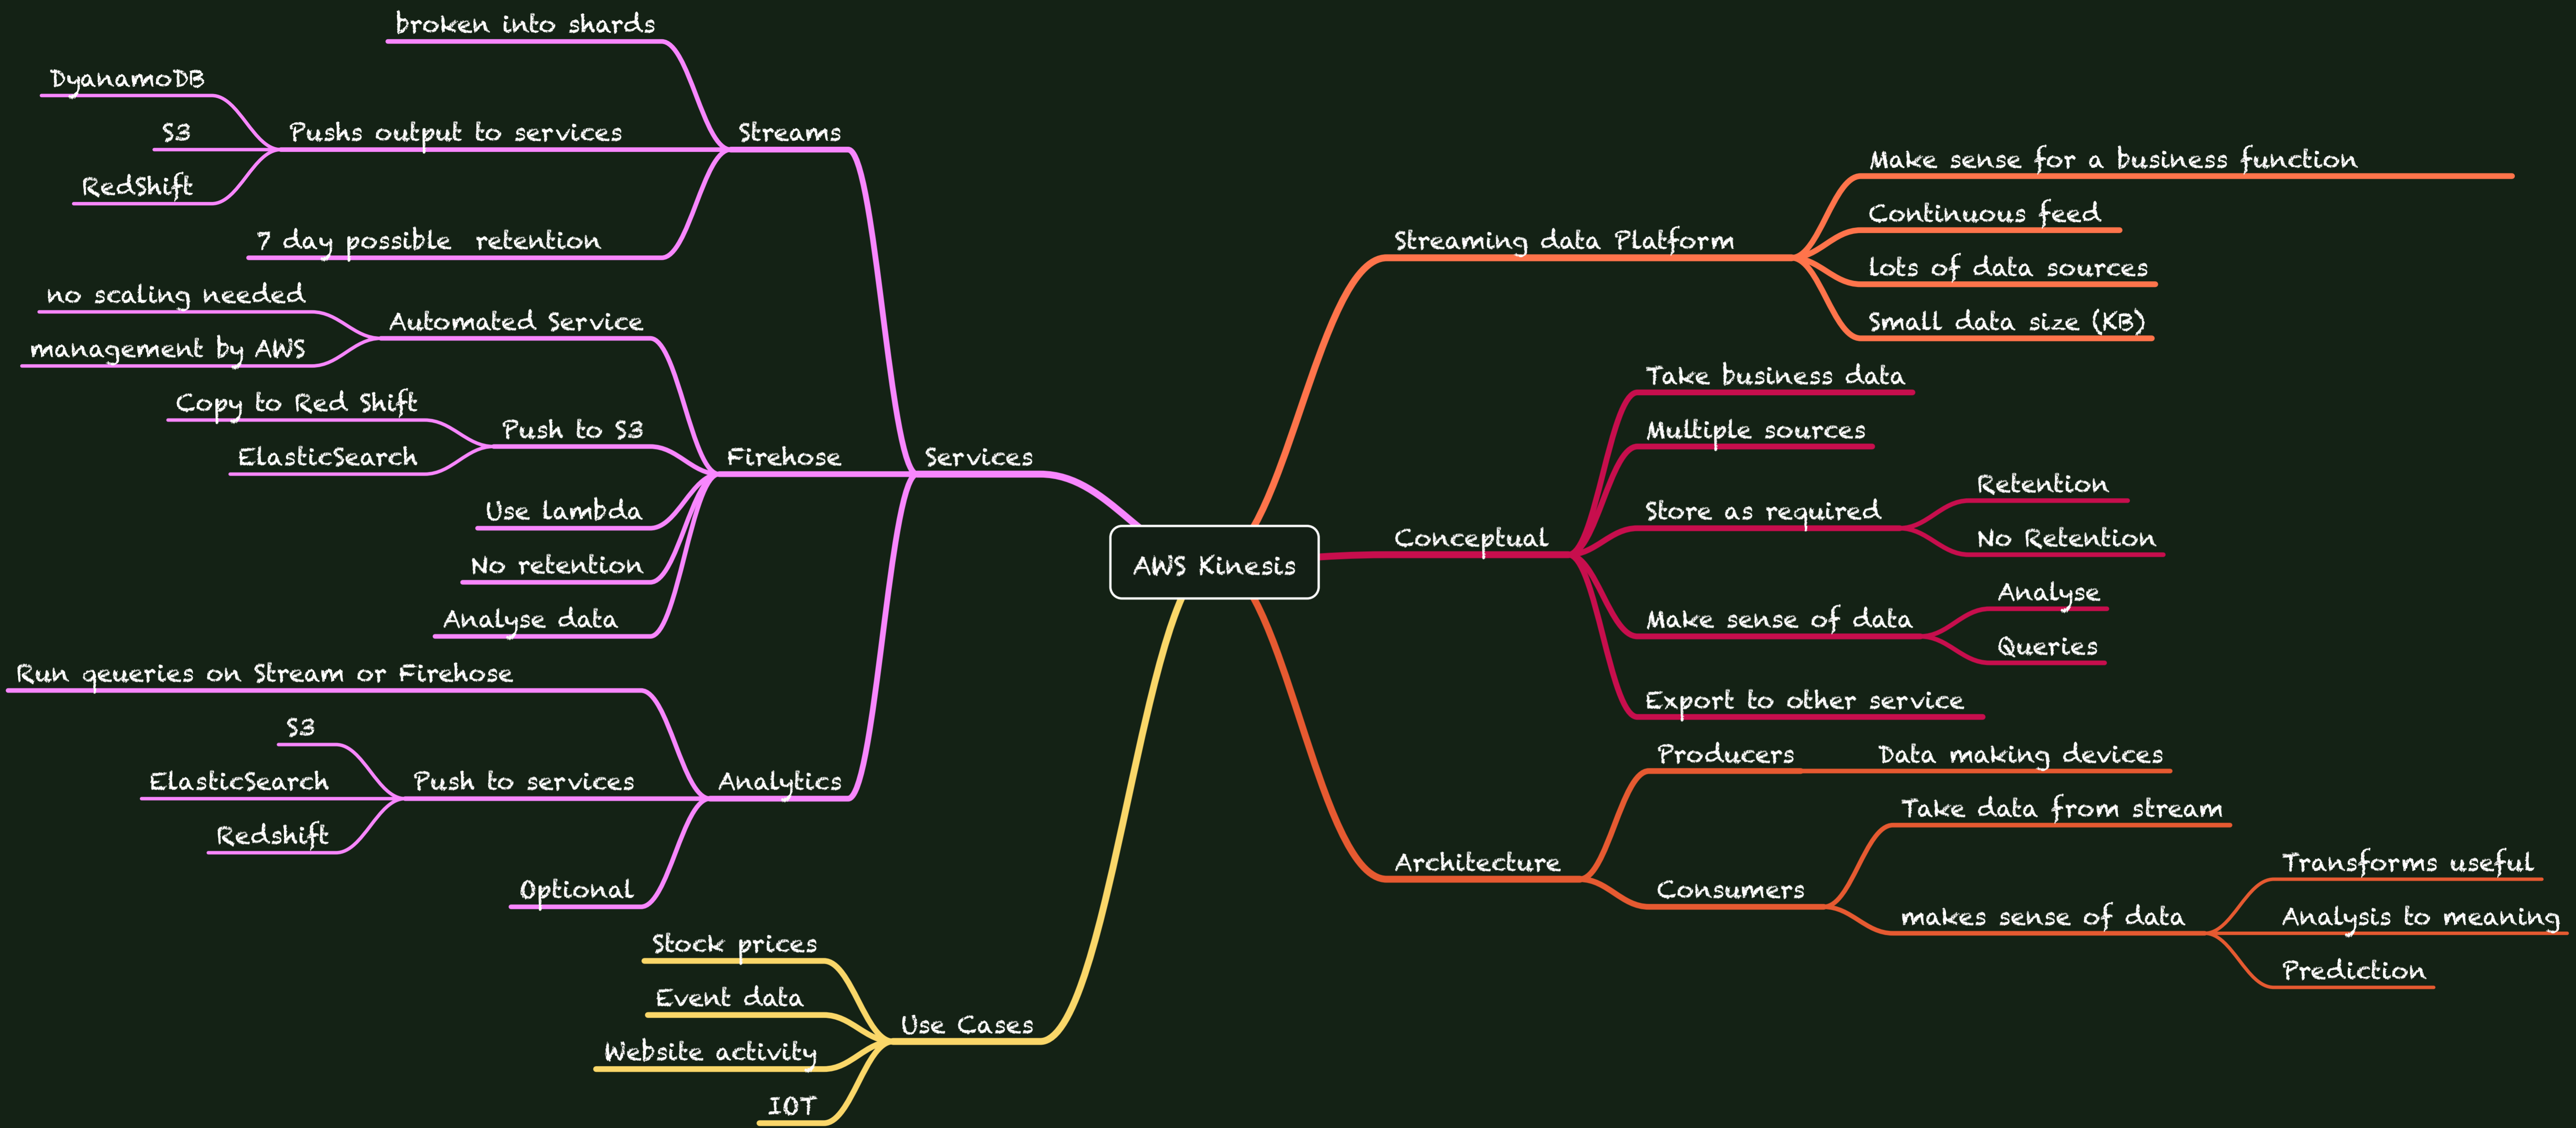 AWS Kinesis
Streaming data Platform
Make sense for a business function
Continuous feed
lots of data sources
Small data size (KB)
Conceptual
Take business data
Multiple sources
Store as required
Retention
No Retention
Make sense of data
Analyse
Queries
Export to other service
Architecture
Producers
Data making devices
Consumers
Take data from stream
makes sense of data
Transforms useful
Analysis to meaning
Prediction
Services
Streams
broken into shards
Pushs output to services
DyanamoDB
S3
RedShift
7 day possible  retention
Firehose
Automated Service
no scaling needed
management by AWS
Push to S3
Copy to Red Shift
ElasticSearch
Use lambda
No retention
Analyse data
Analytics
Run qeueries on Stream or Firehose
Push to services
S3
ElasticSearch
Redshift
Optional
Use Cases
Stock prices
Event data
Website activity
IOT